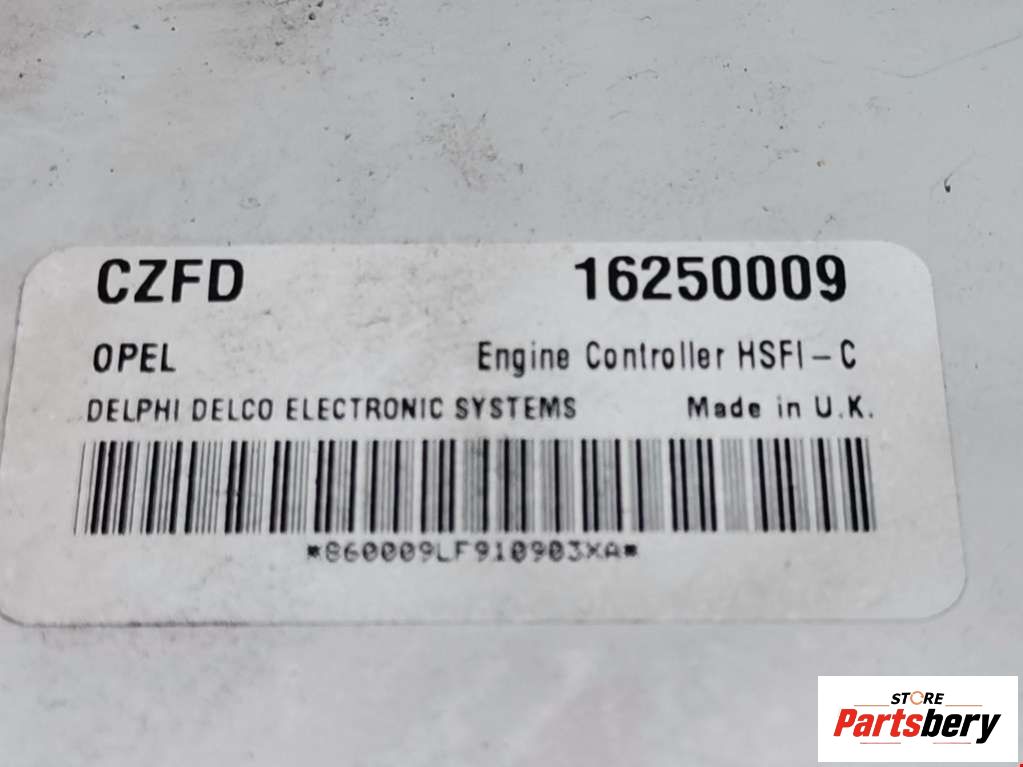 CZFD 16250009
OPEL Engine Controller HSFI-C
DELPHI DELCO ELECTRONIC SYSTEMS Made in U.K.
*860009LF910903XA*
STORE
Partsbery